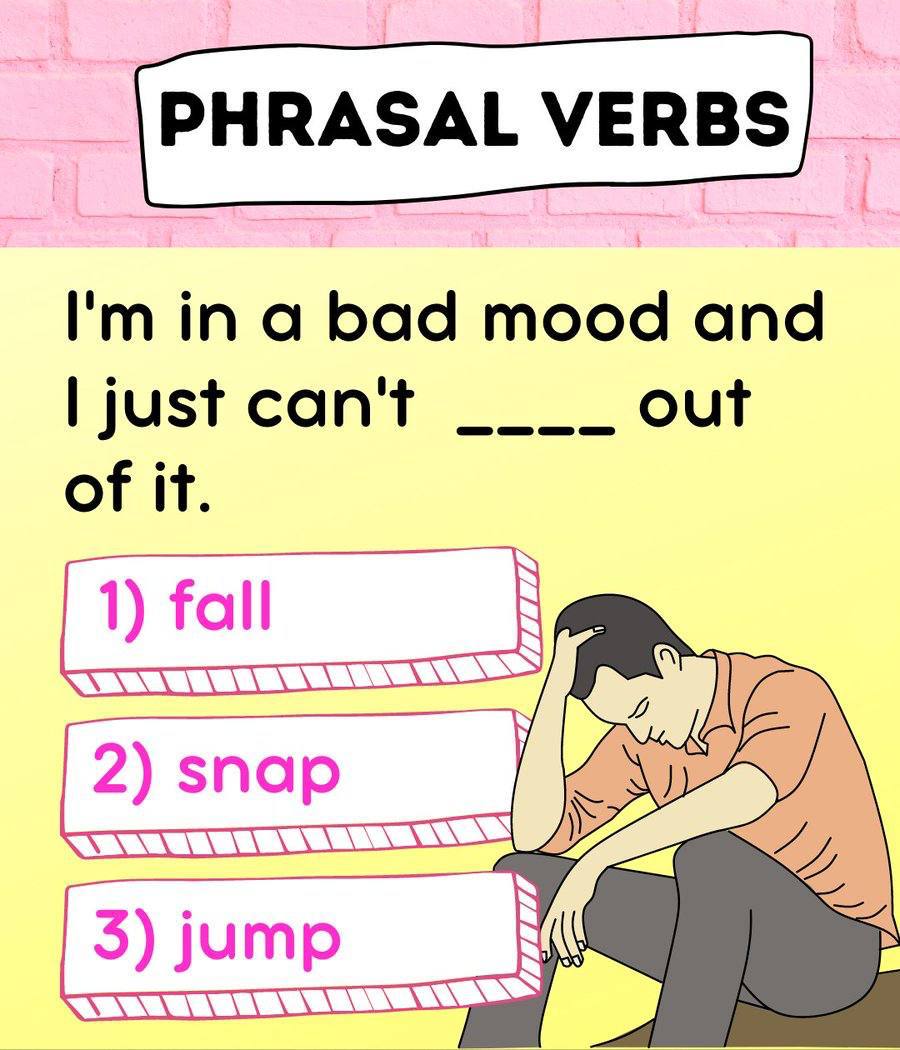 PHRASAL VERBS
I'm in a bad mood and
I just can't ____ out
of it.
1) fall
2) snap
3) jump